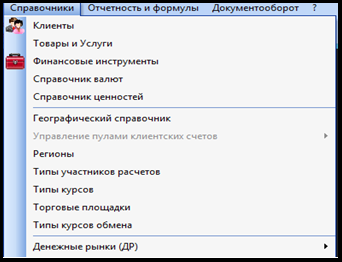 Справочники Отчетность и формулы Документооборот ?
Клиенты
Товары и Услуги
Финансовые инструменты
Справочник валют
Справочник ценностей
Географический справочник
Управление пулами клиентских счетов
Регионы
Типы участников расчетов
Типы курсов
Торговые площадки
Типы курсов обмена
Денежные рынки (ДР)